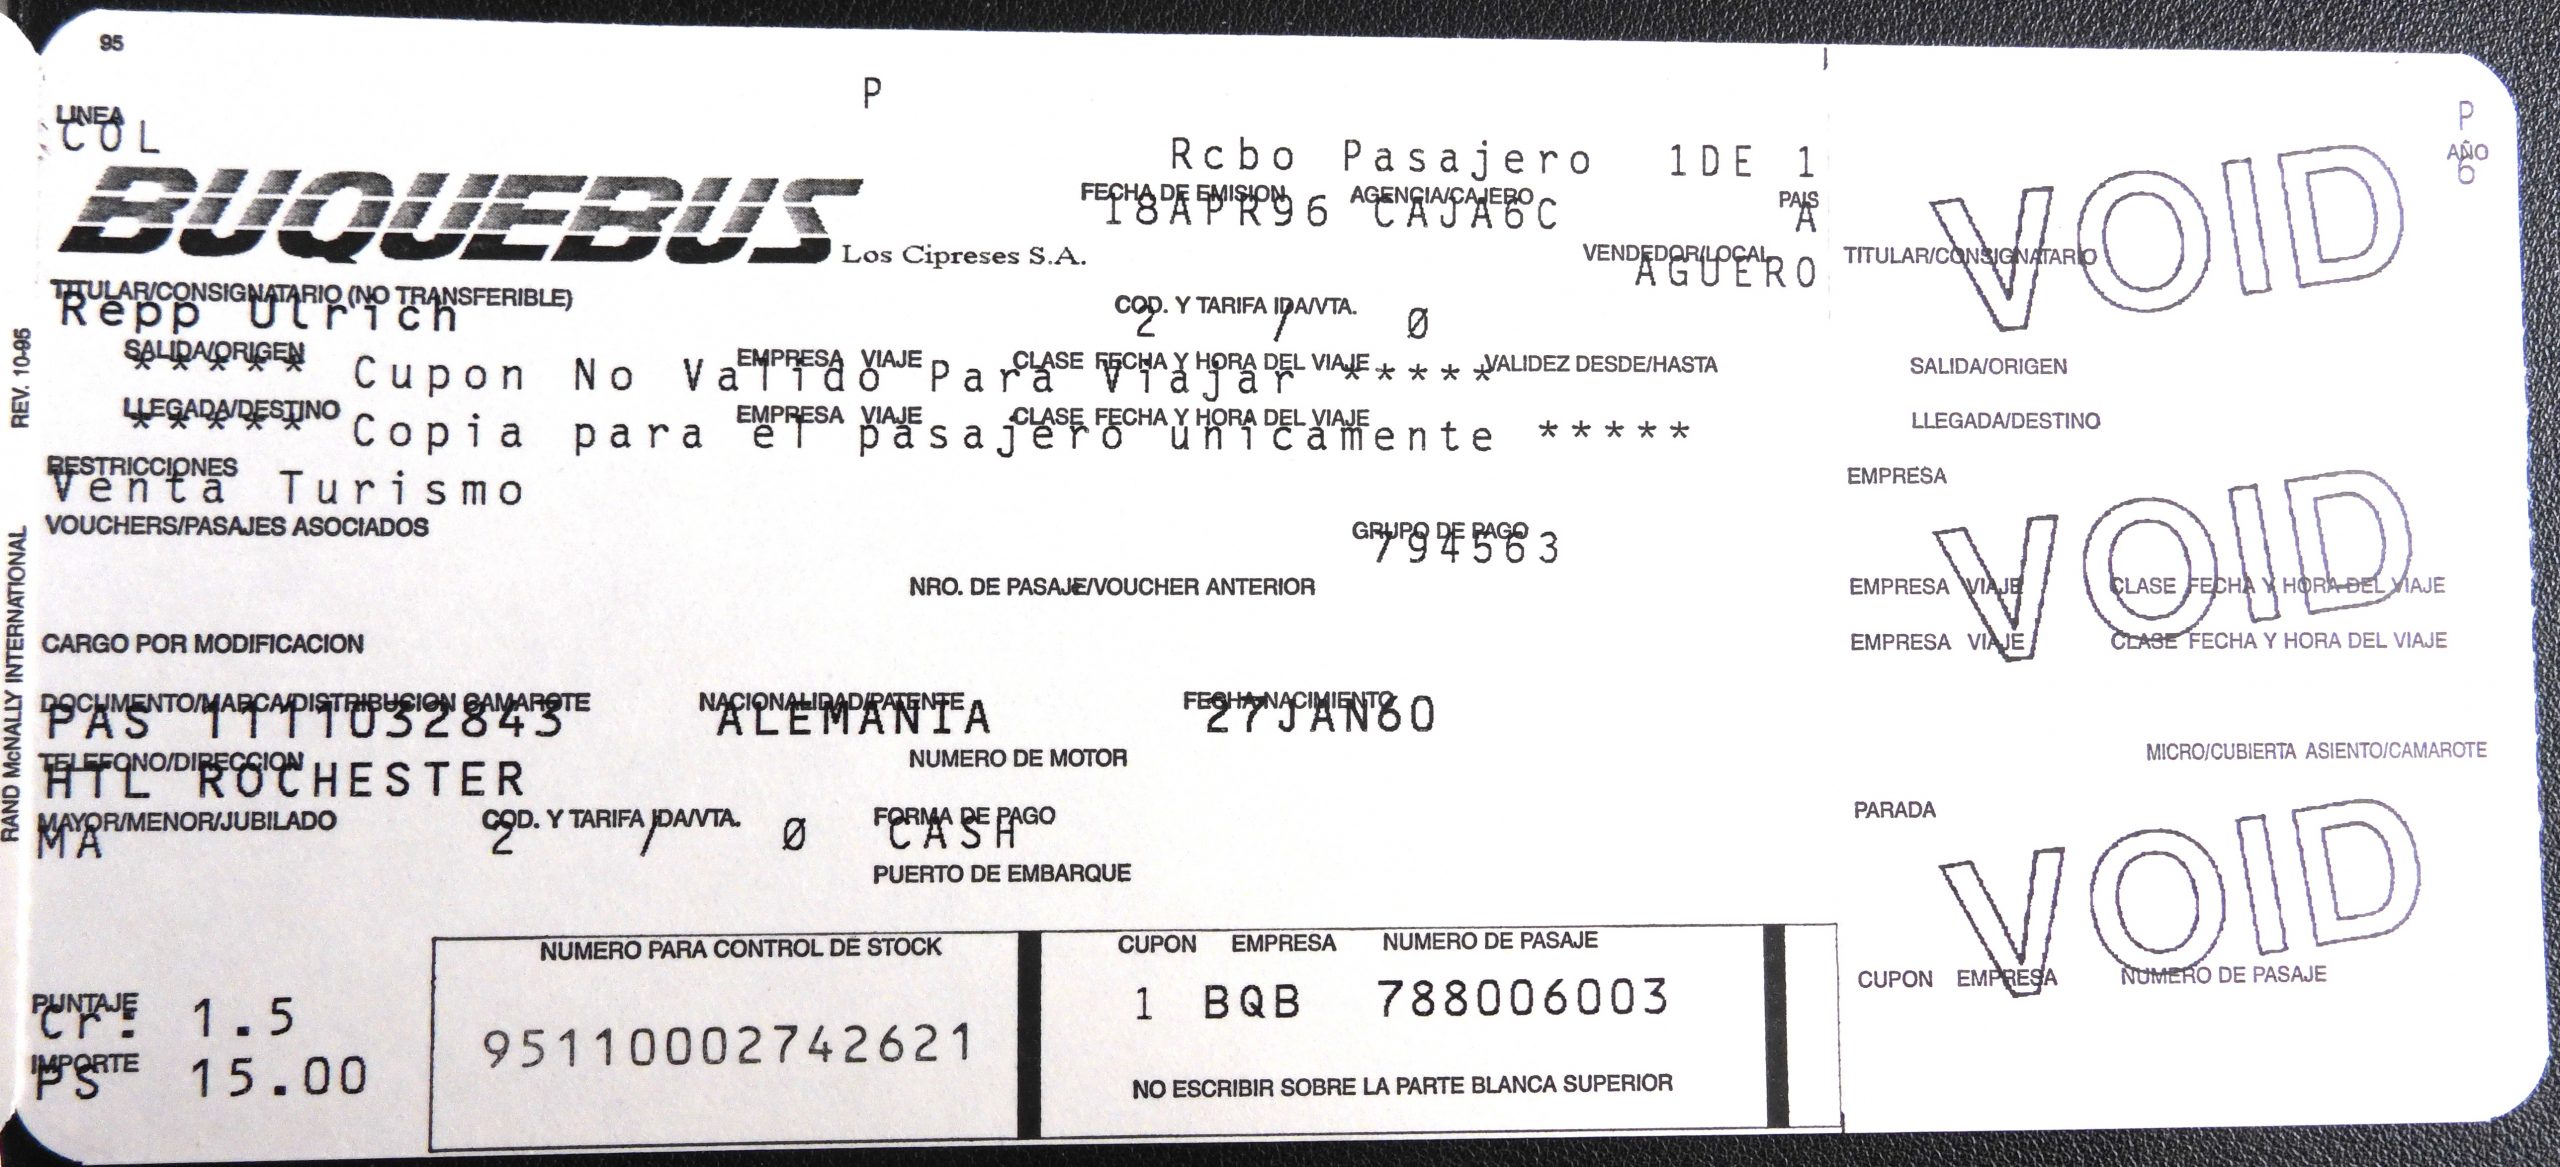 95
P
LINEA
COL
BUQUEBUS
Los Cipreses S.A.
Rcbo Pasajero 1DE 1
FECHA DE EMISION AGENCIA/CAJERO PAIS
18APR96 CAJA6C A
VENDEDOR/LOCAL
AGUERO
TITULAR/CONSIGNATARIO (NO TRANSFERIBLE)
Repp Ulrich
COD. Y TARIFA IDA/VTA.
2 / 0
SALIDA/ORIGEN EMPRESA VIAJE CLASE FECHA Y HORA DEL VIAJE VALIDEZ DESDE/HASTA
***** Cupon No Valido Para Viajar *****
LLEGADA/DESTINO EMPRESA VIAJE CLASE FECHA Y HORA DEL VIAJE
***** Copia para el pasajero unicamente *****
RESTRICCIONES
Venta Turismo
VOUCHERS/PASAJES ASOCIADOS
GRUPO DE PAGO
794563
NRO. DE PASAJE/VOUCHER ANTERIOR
CARGO POR MODIFICACION
DOCUMENTO/MARCA/DISTRIBUCION CAMAROTE NACIONALIDAD/PATENTE FECHA NACIMIENTO
PAS 1111032843 ALEMANIA 27JAN60
TELEFONO/DIRECCION NUMERO DE MOTOR
HTL ROCHESTER
MAYOR/MENOR/JUBILADO COD. Y TARIFA IDA/VTA. FORMA DE PAGO
MA 2 / 0 CASH
PUERTO DE EMBARQUE
PUNTAJE
Cr: 1.5
IMPORTE
PS 15.00
NUMERO PARA CONTROL DE STOCK
95110002742621
CUPON EMPRESA NUMERO DE PASAJE
1 BQB 788006003
NO ESCRIBIR SOBRE LA PARTE BLANCA SUPERIOR
RAND McNALLY INTERNATIONAL REV. 10-95
P
AÑO
6
VOID
TITULAR/CONSIGNATARIO
SALIDA/ORIGEN
LLEGADA/DESTINO
EMPRESA
VOID
EMPRESA VIAJE CLASE FECHA Y HORA DEL VIAJE
EMPRESA VIAJE CLASE FECHA Y HORA DEL VIAJE
MICRO/CUBIERTA ASIENTO/CAMAROTE
PARADA
VOID
CUPON EMPRESA NUMERO DE PASAJE